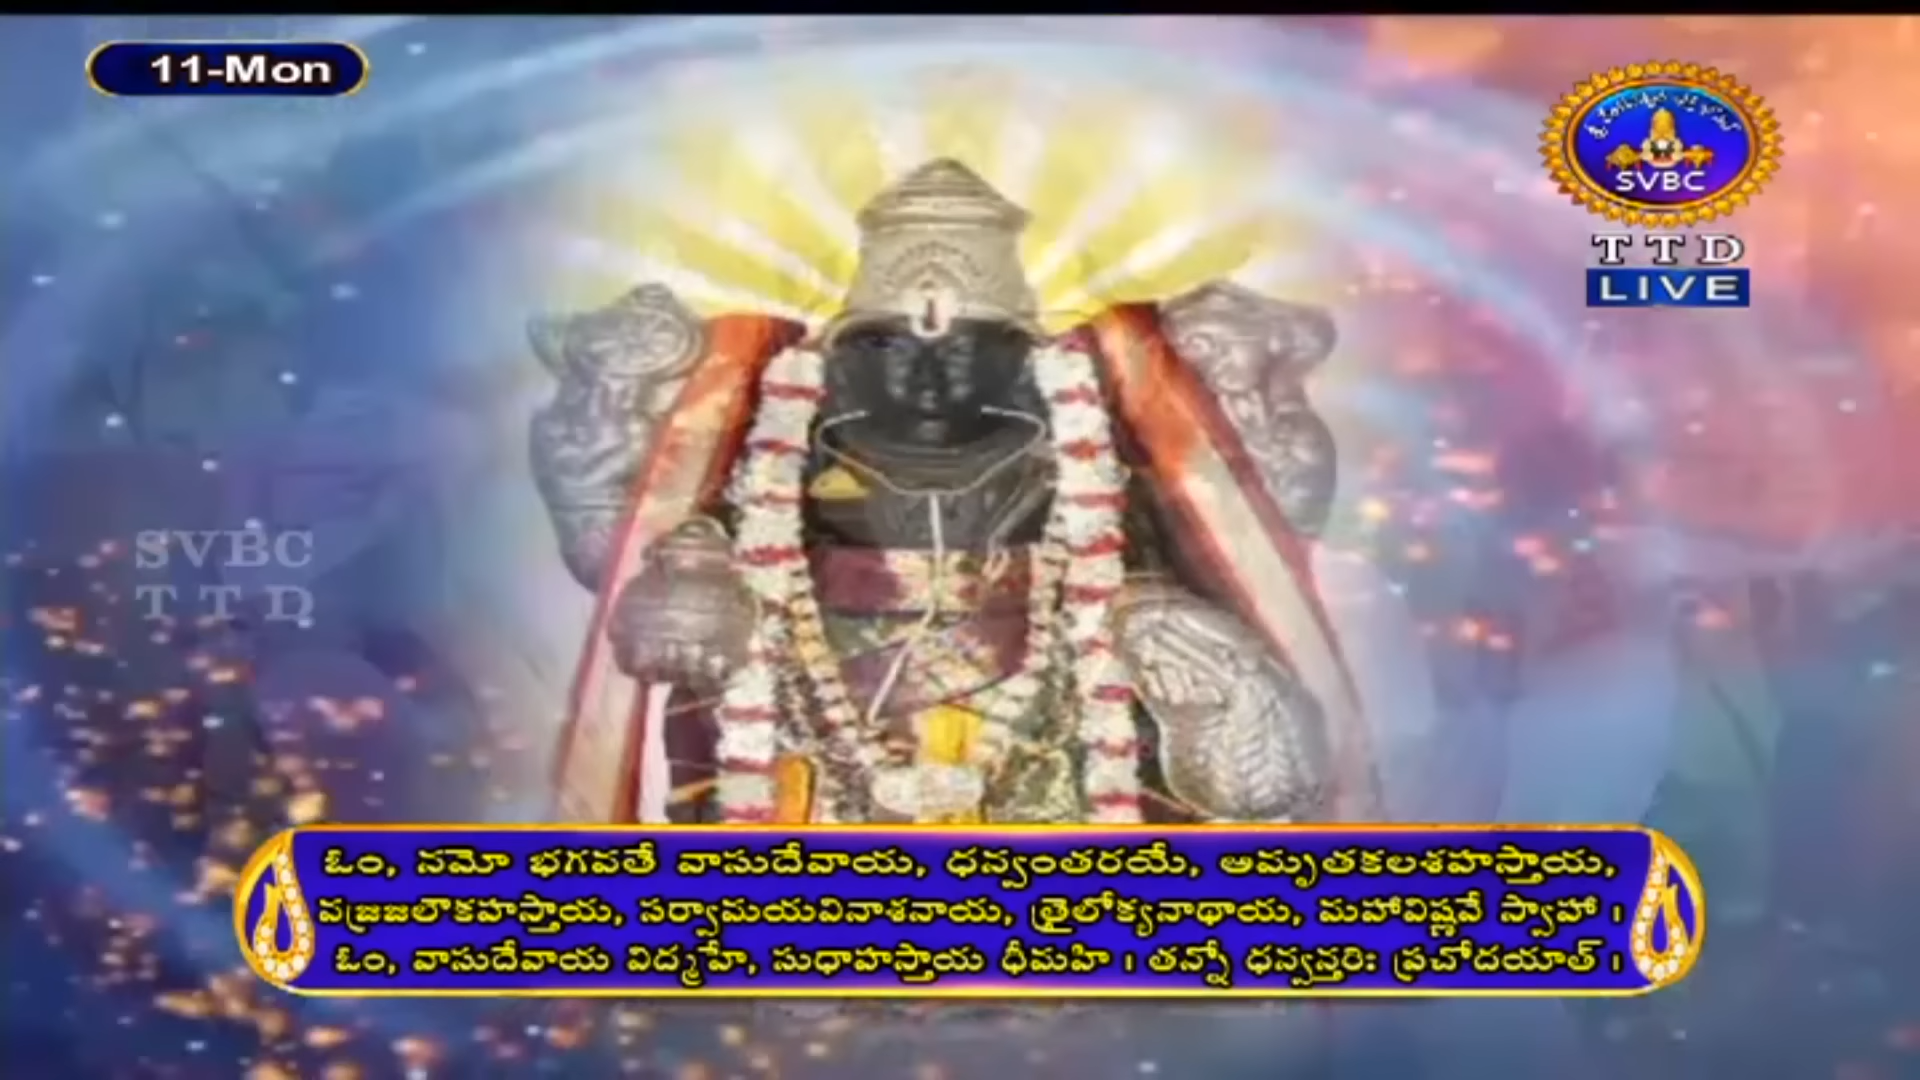 11-Mon
SVBC
TTD
LIVE
SVBC
TTD
ఓం, నమో భగవతే వాసుదేవాయ, ధన్వంతరయే, అమృతకలశహస్తాయ,
వజ్రజలౌకహస్తాయ, సర్వామయవినాశనాయ, త్రైలోక్యనాథాయ, మహావిష్ణవే స్వాహా ।
ఓం, వాసుదేవాయ విద్మహే, సుధాహస్తాయ ధీమహి । తన్నో ధన్వన్తరిః ప్రచోదయాత్ ।